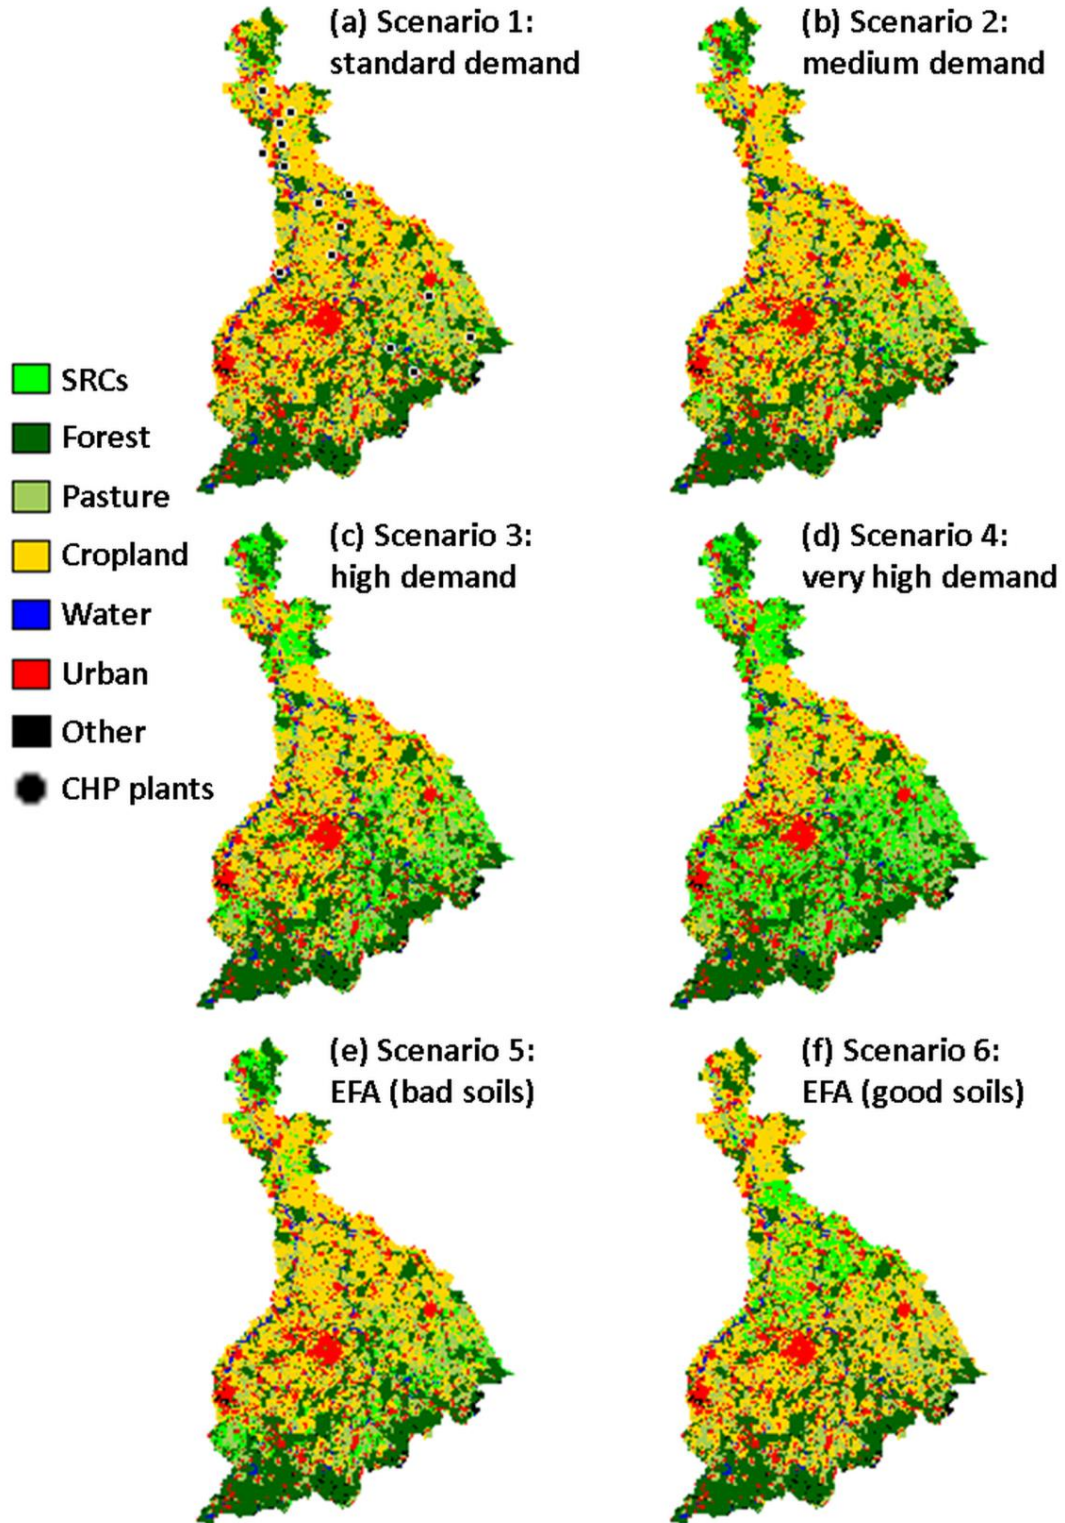 (a) Scenario 1:
standard demand
(b) Scenario 2:
medium demand
SRCs
Forest
Pasture
Cropland
Water
Urban
Other
CHP plants
(c) Scenario 3:
high demand
(d) Scenario 4:
very high demand
(e) Scenario 5:
EFA (bad soils)
(f) Scenario 6:
EFA (good soils)